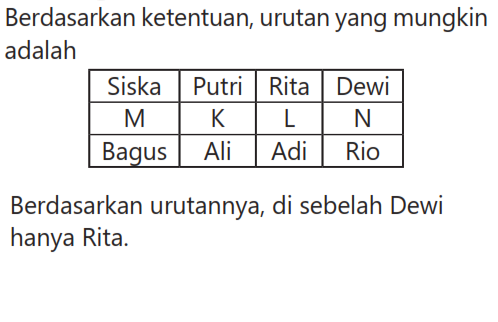 Berdasarkan ketentuan, urutan yang mungkin
adalah
Siska Putri Rita Dewi
M K L N
Bagus Ali Adi Rio
Berdasarkan urutannya, di sebelah Dewi
hanya Rita.